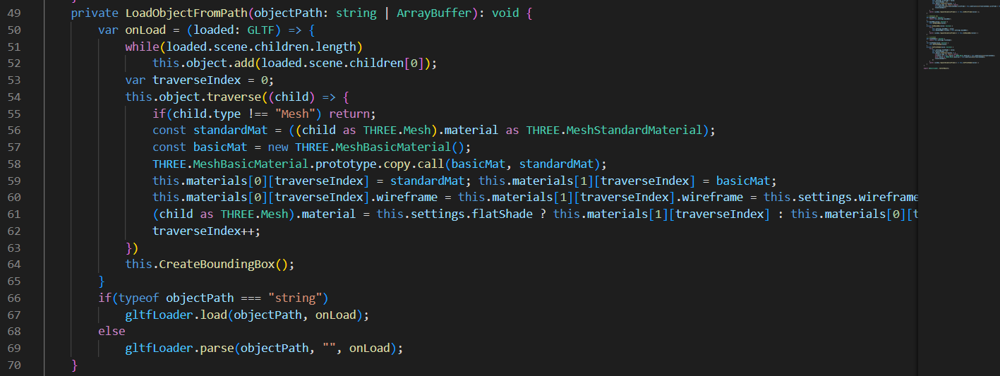 49 private LoadObjectFromPath(objectPath: string | ArrayBuffer): void {
50 var onLoad = (loaded: GLTF) => {
51 while(loaded.scene.children.length)
52 this.object.add(loaded.scene.children[0]);
53 var traverseIndex = 0;
54 this.object.traverse((child) => {
55 if(child.type !== "Mesh") return;
56 const standardMat = ((child as THREE.Mesh).material as THREE.MeshStandardMaterial);
57 const basicMat = new THREE.MeshBasicMaterial();
58 THREE.MeshBasicMaterial.prototype.copy.call(basicMat, standardMat);
59 this.materials[0][traverseIndex] = standardMat; this.materials[1][traverseIndex] = basicMat;
60 this.materials[0][traverseIndex].wireframe = this.materials[1][traverseIndex].wireframe = this.settings.wireframe
61 (child as THREE.Mesh).material = this.settings.flatShade ? this.materials[1][traverseIndex] : this.materials[0][t
62 traverseIndex++;
63 })
64 this.CreateBoundingBox();
65 }
66 if(typeof objectPath === "string")
67 gltfLoader.load(objectPath, onLoad);
68 else
69 gltfLoader.parse(objectPath, "", onLoad);
70 }